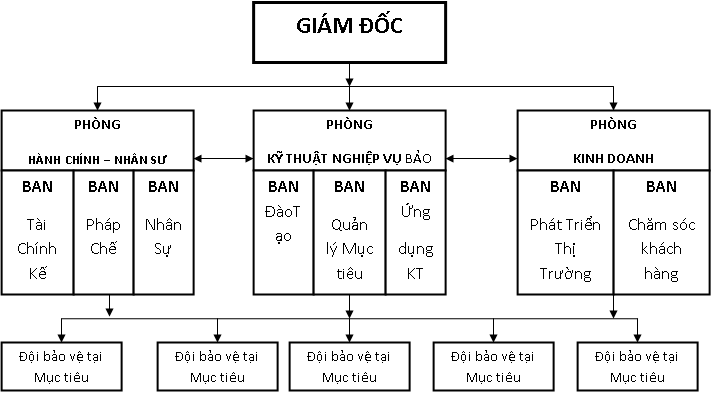 GIÁM ĐỐC
PHÒNG
HÀNH CHÍNH – NHÂN SƯ
BAN
Tài
Chính
Kế
BAN
Pháp
Chế
BAN
Nhân
Sự
PHÒNG
KỸ THUẬT NGHIỆP VỤ BẢO
BAN
ĐàoT
ạo
BAN
Quản
lý Mục
tiêu
BAN
Ứng
dụng
KT
PHÒNG
KINH DOANH
BAN
Phát Triển
Thị
Trường
BAN
Chăm sóc
khách
hàng
Đội bảo vệ tại
Mục tiêu
Đội bảo vệ tại
Mục tiêu
Đội bảo vệ tại
Mục tiêu
Đội bảo vệ tại
Mục tiêu
Đội bảo vệ tại
Mục tiêu